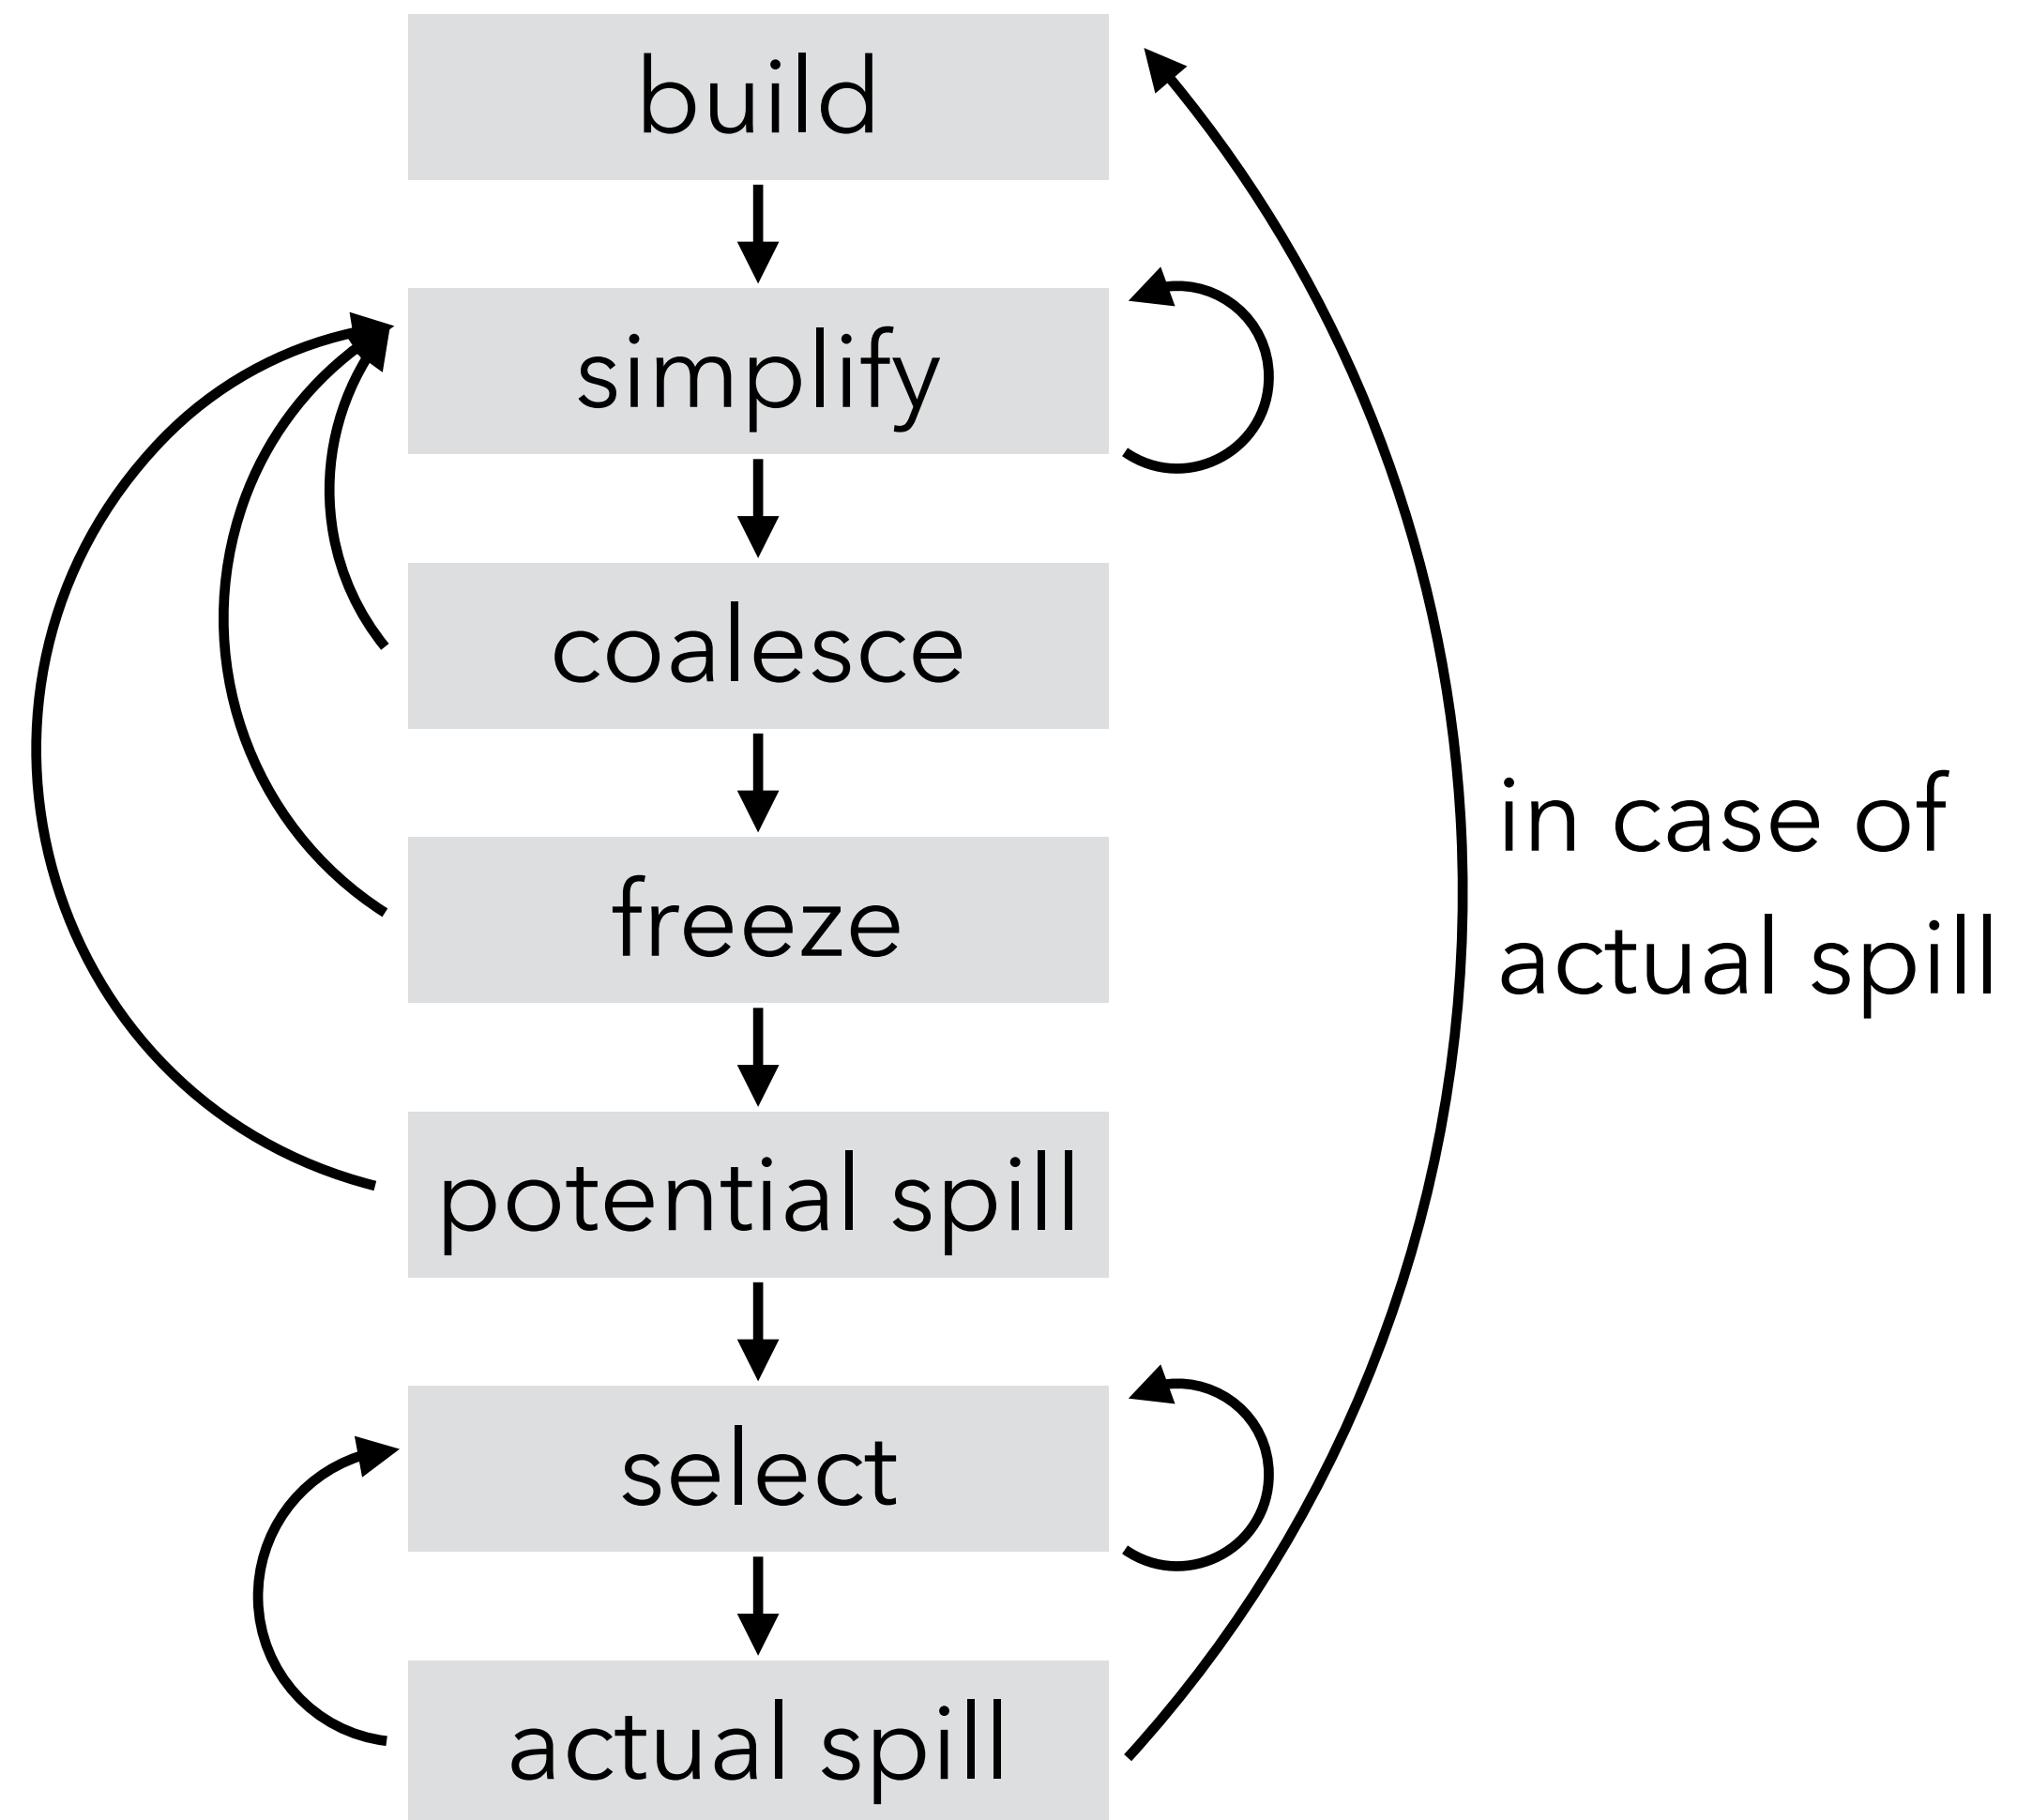 build
simplify
coalesce
freeze
in case of
actual spill
potential spill
select
actual spill